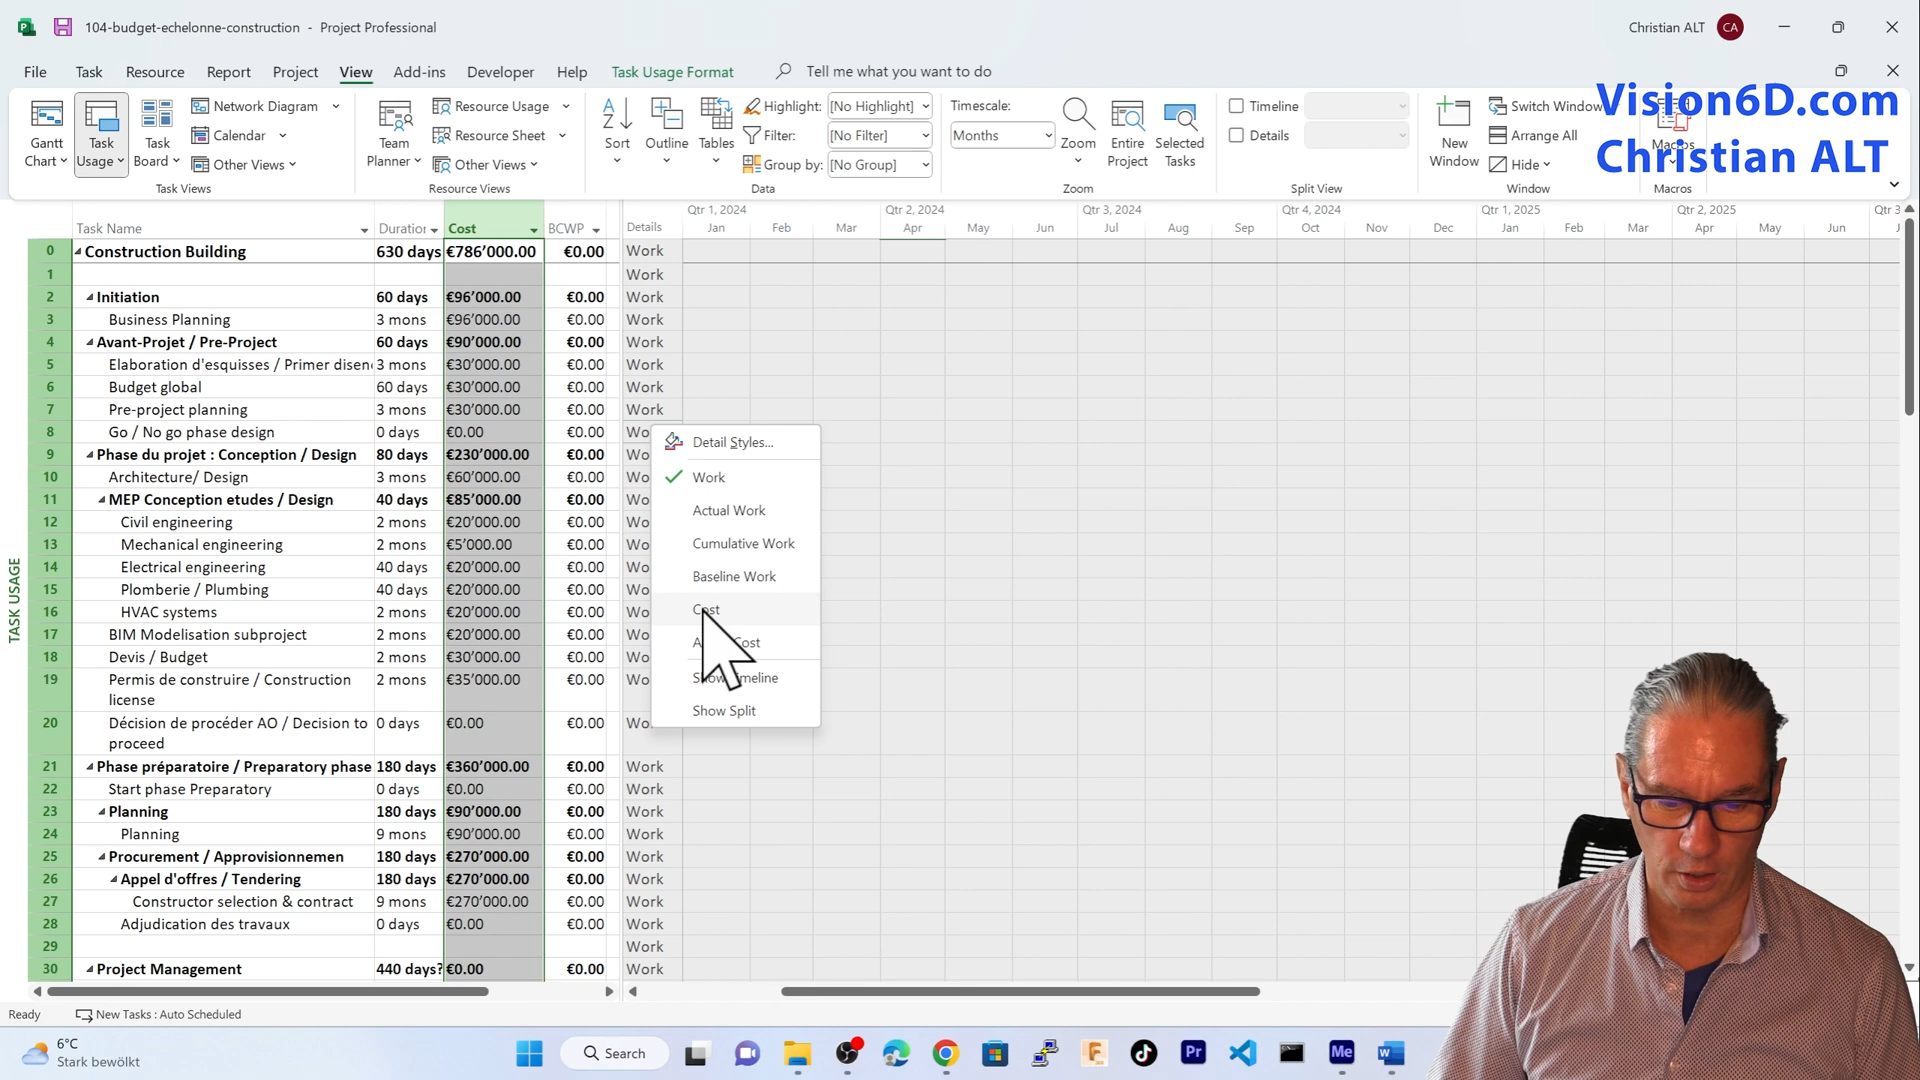 104-budget-echelonne-construction - Project Professional
Christian ALT
CA
File Task Resource Report Project View Add-ins Developer Help Task Usage Format Tell me what you want to do
Vision6D.com
Christian ALT
Gantt Chart
Task Usage
Task Board
Network Diagram
Calendar
Other Views
Task Views
Team Planner
Resource Usage
Resource Sheet
Other Views
Resource Views
Sort
Outline
Tables
Highlight: [No Highlight]
Filter: [No Filter]
Group by: [No Group]
Data
Timescale:
Months
Zoom
Entire Project
Selected Tasks
Zoom
Timeline
Details
Split View
New Window
Switch Window
Arrange All
Hide
Window
Macros
Macros
Qtr 1, 2024 Qtr 2, 2024 Qtr 3, 2024 Qtr 4, 2024 Qtr 1, 2025 Qtr 2, 2025 Qtr 3
Task Name Duration Cost BCWP Details Jan Feb Mar Apr May Jun Jul Aug Sep Oct Nov Dec Jan Feb Mar Apr May Jun
0 Construction Building 630 days €786’000.00 €0.00 Work
1 Work
2 Initiation 60 days €96’000.00 €0.00 Work
3 Business Planning 3 mons €96’000.00 €0.00 Work
4 Avant-Projet / Pre-Project 60 days €90’000.00 €0.00 Work
5 Elaboration d'esquisses / Primer disen 3 mons €30’000.00 €0.00 Work
6 Budget global 60 days €30’000.00 €0.00 Work
7 Pre-project planning 3 mons €30’000.00 €0.00 Work
8 Go / No go phase design 0 days €0.00 €0.00 Wo
9 Phase du projet : Conception / Design 80 days €230’000.00 €0.00 Wo
10 Architecture/ Design 3 mons €60’000.00 €0.00 Wo
11 MEP Conception etudes / Design 40 days €85’000.00 €0.00 Wo
12 Civil engineering 2 mons €20’000.00 €0.00 Wo
13 Mechanical engineering 2 mons €5’000.00 €0.00 Wo
14 Electrical engineering 40 days €20’000.00 €0.00 Wo
15 Plomberie / Plumbing 40 days €20’000.00 €0.00 Wo
16 HVAC systems 2 mons €20’000.00 €0.00 Wo
17 BIM Modelisation subproject 2 mons €20’000.00 €0.00 Wo
18 Devis / Budget 2 mons €30’000.00 €0.00 Wo
19 Permis de construire / Construction 2 mons €35’000.00 €0.00 Wo
license
20 Décision de procéder AO / Decision to 0 days €0.00 €0.00 Wo
proceed
21 Phase préparatoire / Preparatory phase 180 days €360’000.00 €0.00 Work
22 Start phase Preparatory 0 days €0.00 €0.00 Work
23 Planning 180 days €90’000.00 €0.00 Work
24 Planning 9 mons €90’000.00 €0.00 Work
25 Procurement / Approvisionnemen 180 days €270’000.00 €0.00 Work
26 Appel d'offres / Tendering 180 days €270’000.00 €0.00 Work
27 Constructor selection & contract 9 mons €270’000.00 €0.00 Work
28 Adjudication des travaux 0 days €0.00 €0.00 Work
29 Work
30 Project Management 440 days? €0.00 €0.00 Work
Detail Styles...
Work
Actual Work
Cumulative Work
Baseline Work
Cost
Cost
Show Timeline
Show Split
TASK USAGE
Ready New Tasks : Auto Scheduled
6°C
Stark bewölkt
Search
Pr
Me